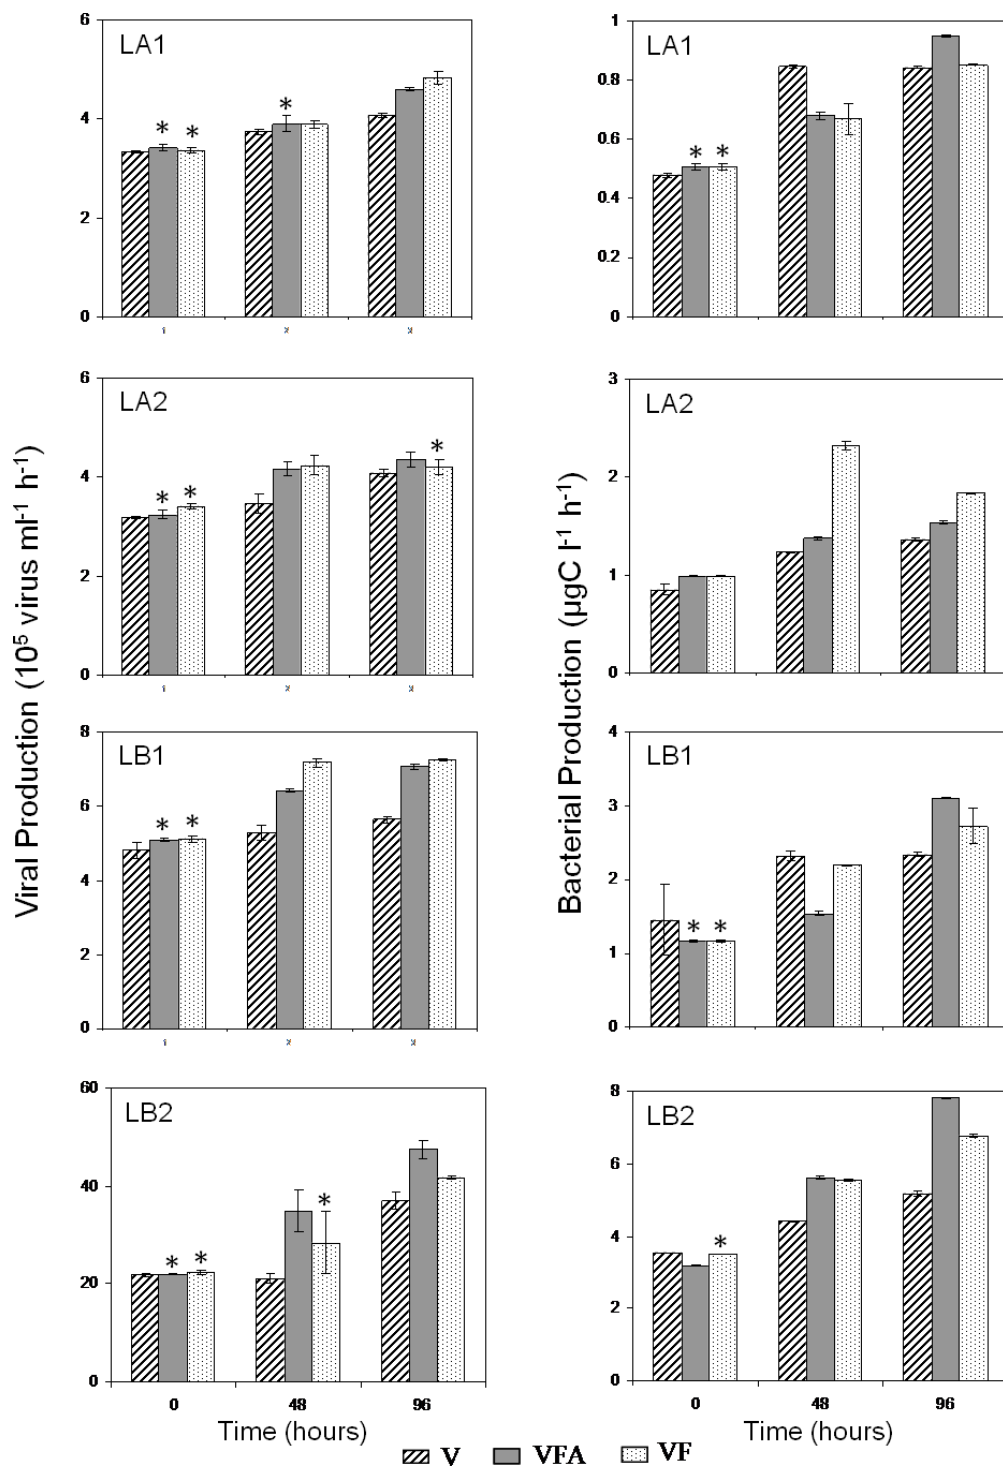 Viral Production (10⁵ virus ml⁻¹ h⁻¹)
LA1
6
4
2
0
* * *
LA2
6
4
2
0
* * *
LB1
8
6
4
2
0
* *
LB2
60
40
20
0
* * *
0 48 96
Time (hours)
Bacterial Production (µgC l⁻¹ h⁻¹)
LA1
1
0.8
0.6
0.4
0.2
0
* *
LA2
3
2
1
0
LB1
4
3
2
1
0
* *
LB2
8
6
4
2
0
*
0 48 96
Time (hours)
V VFA VF